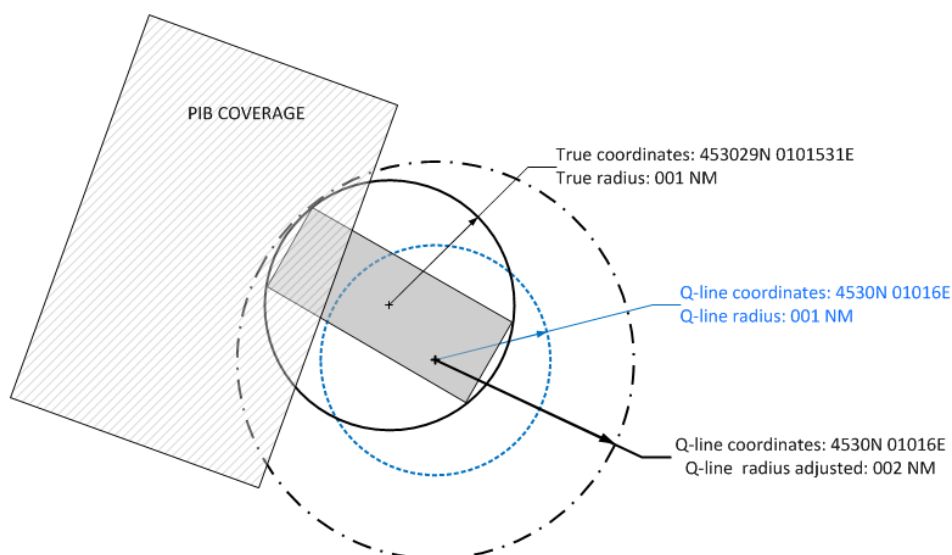 PIB COVERAGE
True coordinates: 453029N 0101531E
True radius: 001 NM
Q-line coordinates: 4530N 01016E
Q-line radius: 001 NM
Q-line coordinates: 4530N 01016E
Q-line radius adjusted: 002 NM